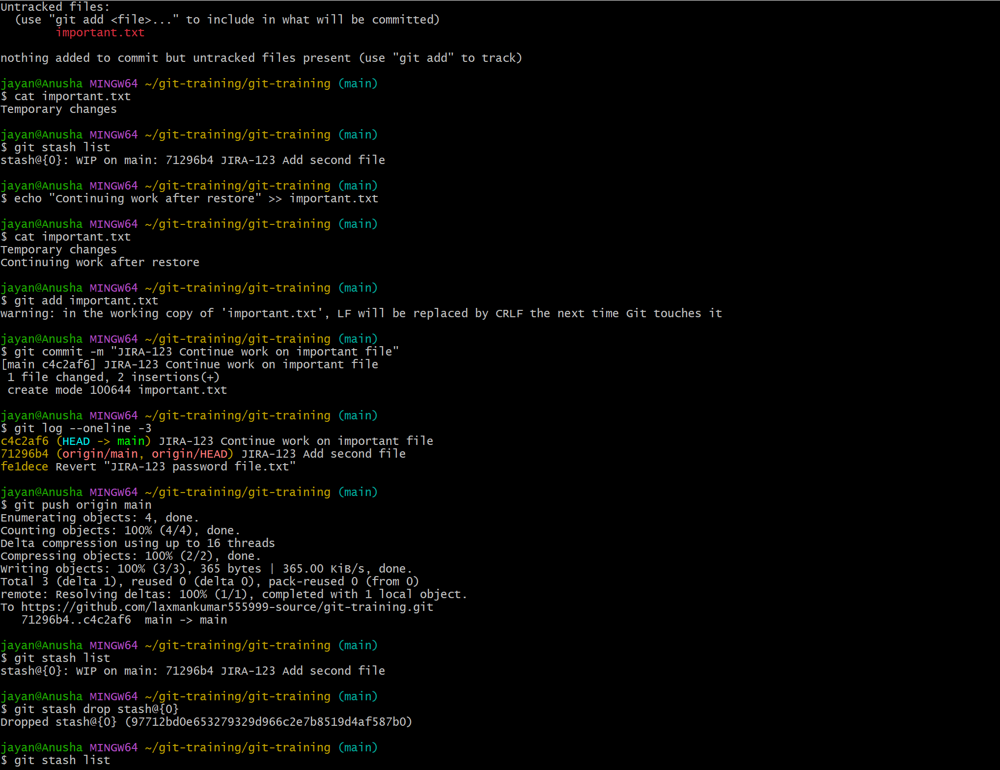 Untracked files:
  (use "git add <file>..." to include in what will be committed)
        important.txt

nothing added to commit but untracked files present (use "git add" to track)

jayan@Anusha MINGW64 ~/git-training/git-training (main)
$ cat important.txt
Temporary changes

jayan@Anusha MINGW64 ~/git-training/git-training (main)
$ git stash list
stash@{0}: WIP on main: 71296b4 JIRA-123 Add second file

jayan@Anusha MINGW64 ~/git-training/git-training (main)
$ echo "Continuing work after restore" >> important.txt

jayan@Anusha MINGW64 ~/git-training/git-training (main)
$ cat important.txt
Temporary changes
Continuing work after restore

jayan@Anusha MINGW64 ~/git-training/git-training (main)
$ git add important.txt
warning: in the working copy of 'important.txt', LF will be replaced by CRLF the next time Git touches it

jayan@Anusha MINGW64 ~/git-training/git-training (main)
$ git commit -m "JIRA-123 Continue work on important file"
[main c4c2af6] JIRA-123 Continue work on important file
 1 file changed, 2 insertions(+)
 create mode 100644 important.txt

jayan@Anusha MINGW64 ~/git-training/git-training (main)
$ git log --oneline -3
c4c2af6 (HEAD -> main) JIRA-123 Continue work on important file
71296b4 (origin/main, origin/HEAD) JIRA-123 Add second file
fe1dece Revert "JIRA-123 password file.txt"

jayan@Anusha MINGW64 ~/git-training/git-training (main)
$ git push origin main
Enumerating objects: 4, done.
Counting objects: 100% (4/4), done.
Delta compression using up to 16 threads
Compressing objects: 100% (2/2), done.
Writing objects: 100% (3/3), 365 bytes | 365.00 KiB/s, done.
Total 3 (delta 1), reused 0 (delta 0), pack-reused 0 (from 0)
remote: Resolving deltas: 100% (1/1), completed with 1 local object.
To https://github.com/laxmankumar555999-source/git-training.git
   71296b4..c4c2af6  main -> main

jayan@Anusha MINGW64 ~/git-training/git-training (main)
$ git stash list
stash@{0}: WIP on main: 71296b4 JIRA-123 Add second file

jayan@Anusha MINGW64 ~/git-training/git-training (main)
$ git stash drop stash@{0}
Dropped stash@{0} (97712bd0e653279329d966c2e7b8519d4af587b0)

jayan@Anusha MINGW64 ~/git-training/git-training (main)
$ git stash list